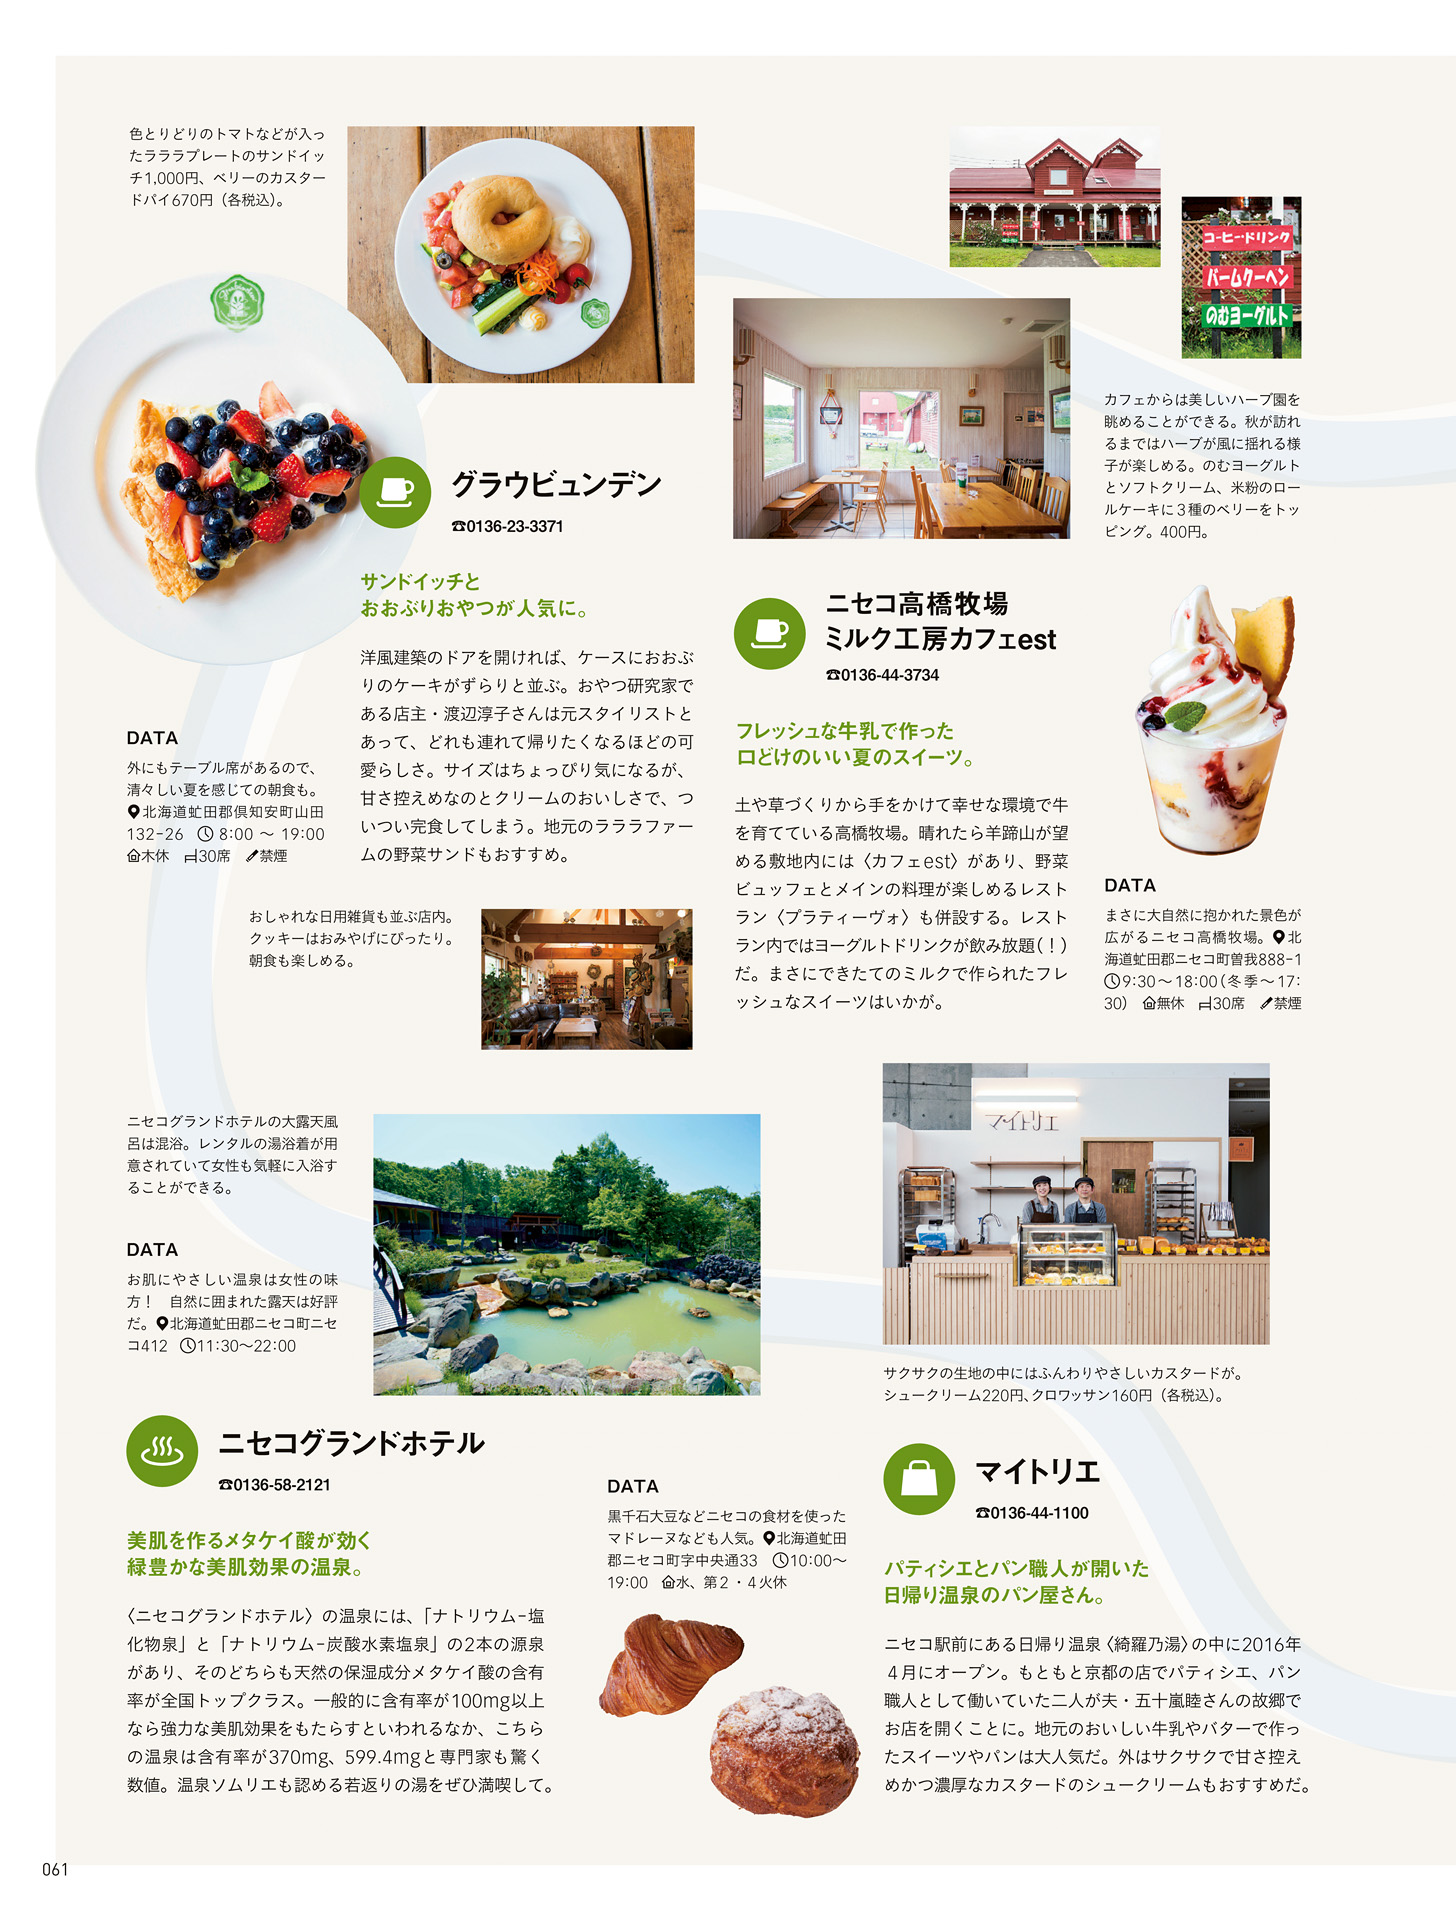 色とりどりのトマトなどが入っ
たラララプレートのサンドイッ
チ1,000円、ベリーのカスター
ドパイ670円（各税込）。
グラウビュンデン
☎0136-23-3371
サンドイッチと
おおぶりおやつが人気に。
洋風建築のドアを開ければ、ケースにおおぶ
りのケーキがずらりと並ぶ。おやつ研究家で
ある店主・渡辺淳子さんは元スタイリストと
あって、どれも連れて帰りたくなるほどの可
愛らしさ。サイズはちょっぴり気になるが、
甘さ控えめなのとクリームのおいしさで、つ
いつい完食してしまう。地元のラララファー
ムの野菜サンドもおすすめ。
DATA
外にもテーブル席があるので、
清々しい夏を感じての朝食も。
北海道虻田郡倶知安町山田
132-26 8:00 〜 19:00
木休 30席 禁煙
おしゃれな日用雑貨も並ぶ店内。
クッキーはおみやげにぴったり。
朝食も楽しめる。
コーヒー・ドリンク
バームクーヘン
のむヨーグルト
カフェからは美しいハーブ園を
眺めることができる。秋が訪れ
るまではハーブが風に揺れる様
子が楽しめる。のむヨーグルト
とソフトクリーム、米粉のロー
ルケーキに３種のベリーをトッ
ピング。400円。
ニセコ高橋牧場
ミルク工房カフェest
☎0136-44-3734
フレッシュな牛乳で作った
口どけのいい夏のスイーツ。
土や草づくりから手をかけて幸せな環境で牛
を育てている高橋牧場。晴れたら羊蹄山が望
める敷地内には〈カフェest〉があり、野菜
ビュッフェとメインの料理が楽しめるレスト
ラン〈プラティーヴォ〉も併設する。レスト
ラン内ではヨーグルトドリンクが飲み放題（！）
だ。まさにできたてのミルクで作られたフレ
ッシュなスイーツはいかが。
DATA
まさに大自然に抱かれた景色が
広がるニセコ高橋牧場。北
海道虻田郡ニセコ町曽我888-1
9:30〜18:00（冬季〜17:
30） 無休 30席 禁煙
ニセコグランドホテルの大露天風
呂は混浴。レンタルの湯浴着が用
意されていて女性も気軽に入浴す
ることができる。
DATA
お肌にやさしい温泉は女性の味
方！ 自然に囲まれた露天は好評
だ。北海道虻田郡ニセコ町ニセ
コ412 11:30〜22:00
ニセコグランドホテル
☎0136-58-2121
美肌を作るメタケイ酸が効く
緑豊かな美肌効果の温泉。
〈ニセコグランドホテル〉の温泉には、「ナトリウム-塩
化物泉」と「ナトリウム-炭酸水素塩泉」の2本の源泉
があり、そのどちらも天然の保湿成分メタケイ酸の含有
率が全国トップクラス。一般的に含有率が100mg以上
なら強力な美肌効果をもたらすといわれるなか、こちら
の温泉は含有率が370mg、599.4mgと専門家も驚く
数値。温泉ソムリエも認める若返りの湯をぜひ満喫して。
マイトリエ
サクサクの生地の中にはふんわりやさしいカスタードが。
シュークリーム220円、クロワッサン160円（各税込）。
マイトリエ
☎0136-44-1100
パティシエとパン職人が開いた
日帰り温泉のパン屋さん。
ニセコ駅前にある日帰り温泉〈綺羅乃湯〉の中に2016年
４月にオープン。もともと京都の店でパティシエ、パン
職人として働いていた二人が夫・五十嵐睦さんの故郷で
お店を開くことに。地元のおいしい牛乳やバターで作っ
たスイーツやパンは大人気だ。外はサクサクで甘さ控え
めかつ濃厚なカスタードのシュークリームもおすすめだ。
DATA
黒千石大豆などニセコの食材を使った
マドレーヌなども人気。北海道虻田
郡ニセコ町字中央通33 10:00〜
19:00 水、第２・４火休
061